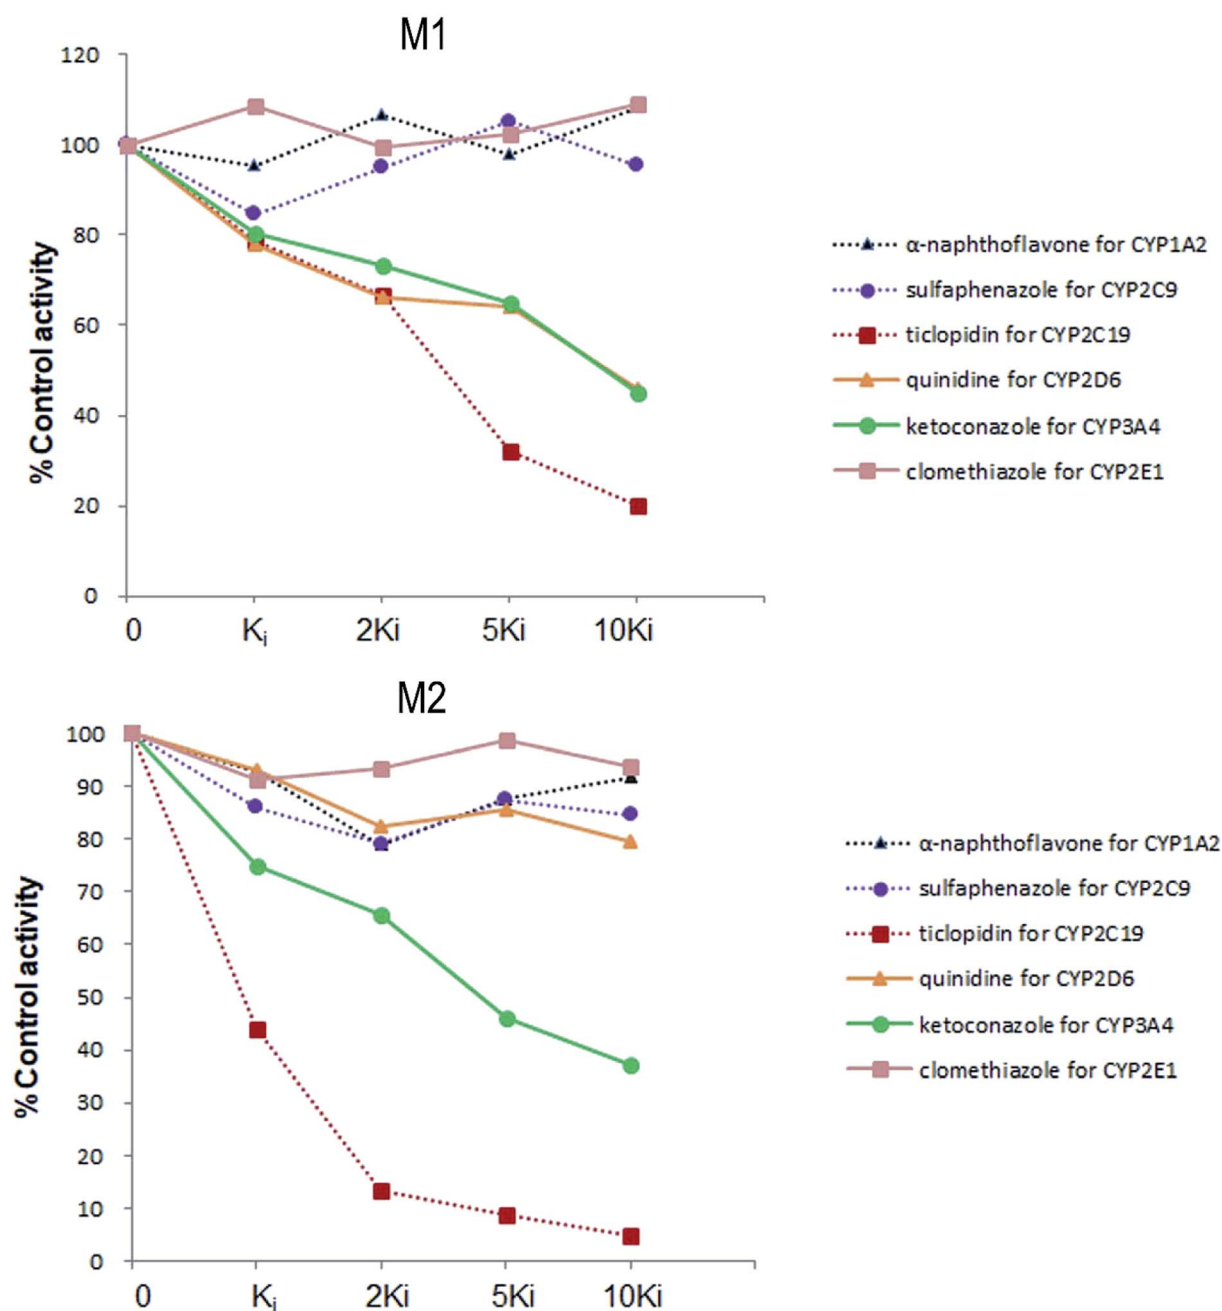 M1
120
100
80
60
40
20
0
% Control activity
0 Ki 2Ki 5Ki 10Ki
α-naphthoflavone for CYP1A2
sulfaphenazole for CYP2C9
ticlopidin for CYP2C19
quinidine for CYP2D6
ketoconazole for CYP3A4
clomethiazole for CYP2E1
M2
100
90
80
70
60
50
40
30
20
10
0
% Control activity
0 Ki 2Ki 5Ki 10Ki
α-naphthoflavone for CYP1A2
sulfaphenazole for CYP2C9
ticlopidin for CYP2C19
quinidine for CYP2D6
ketoconazole for CYP3A4
clomethiazole for CYP2E1